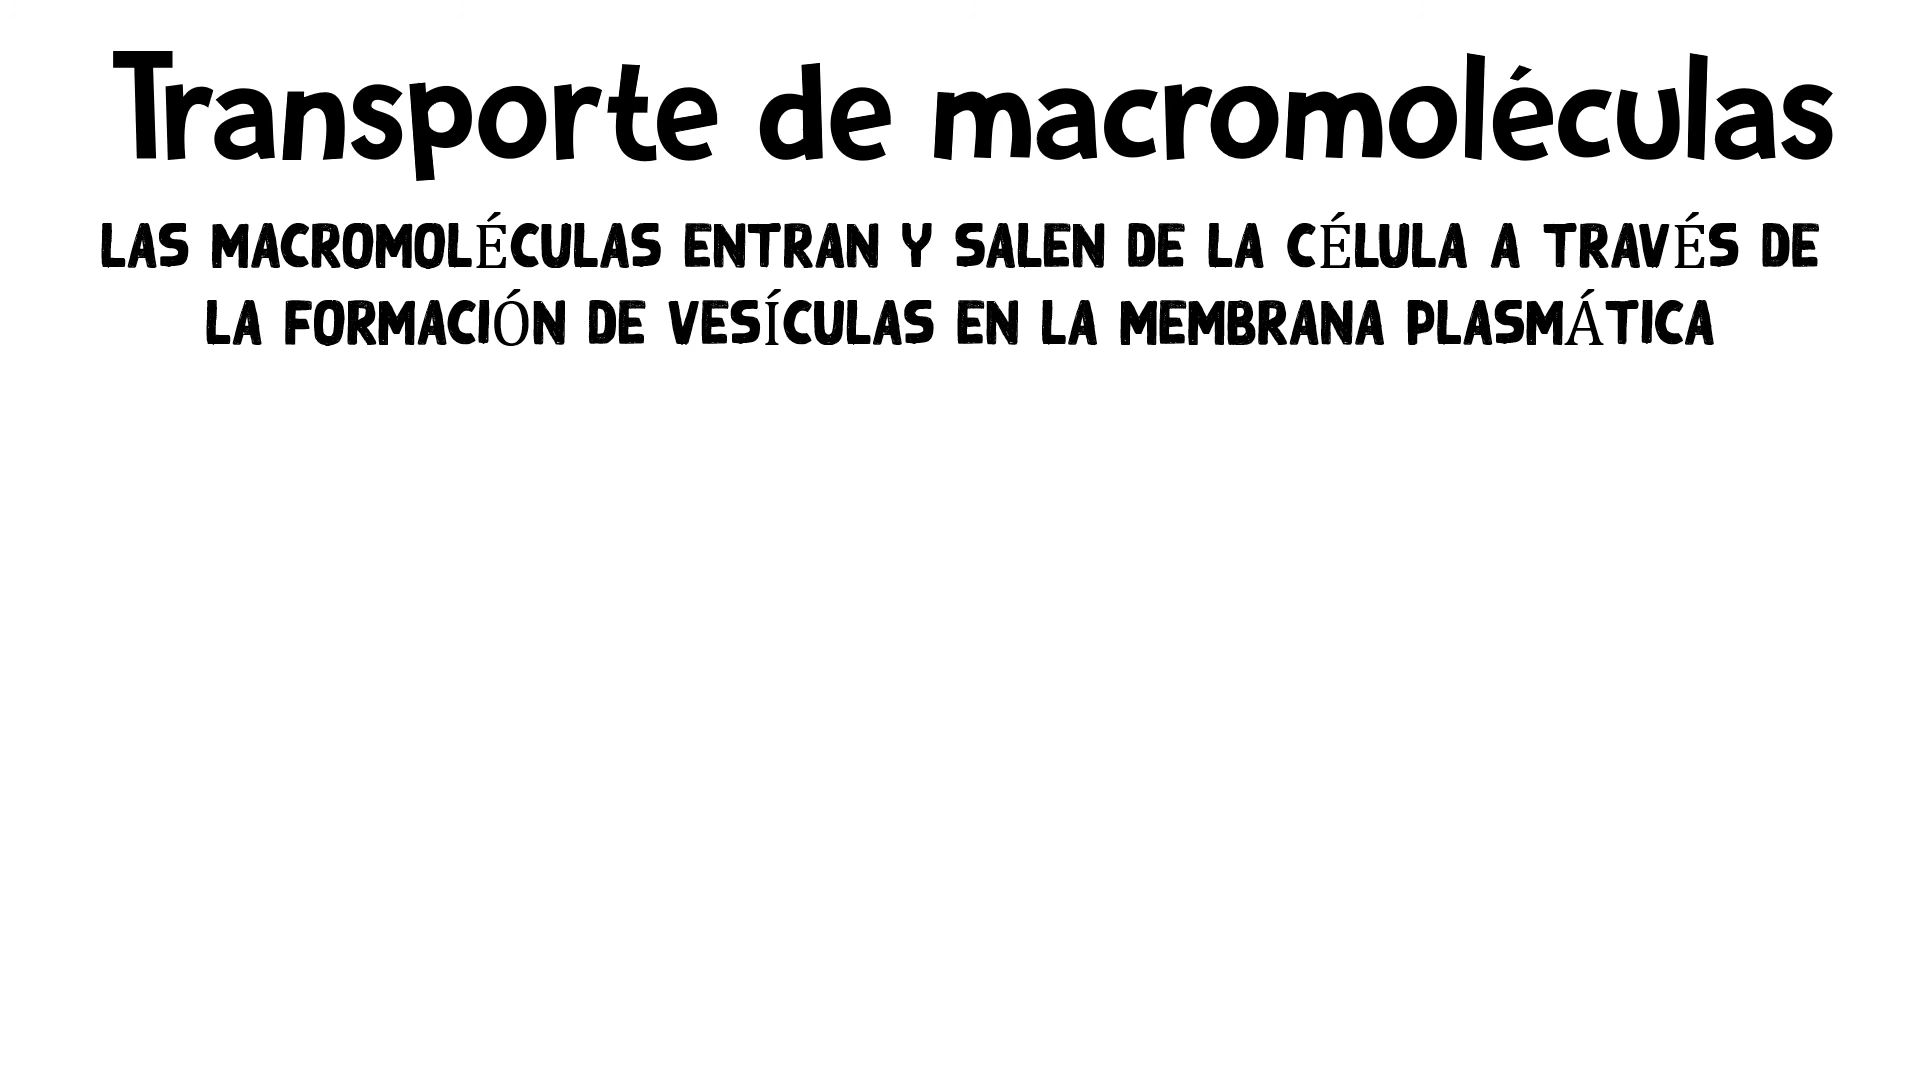 Transporte de macromoléculas
LAS MACROMOLÉCULAS ENTRAN Y SALEN DE LA CÉLULA A TRAVÉS DE
LA FORMACIÓN DE VESÍCULAS EN LA MEMBRANA PLASMÁTICA